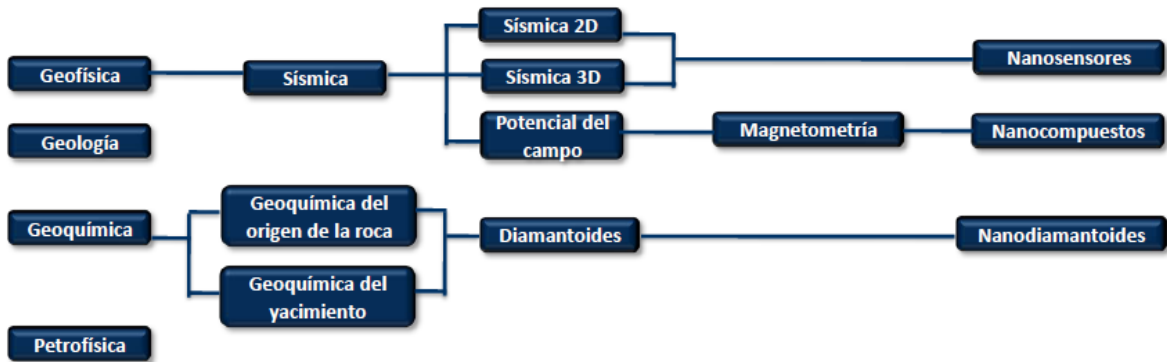 Sísmica 2D
Geofísica
Sísmica
Sísmica 3D
Nanosensores
Geología
Potencial del
campo
Magnetometría
Nanocompuestos
Geoquímica
Geoquímica del
origen de la roca
Geoquímica del
yacimiento
Diamantoides
Nanodiamantoides
Petrofísica